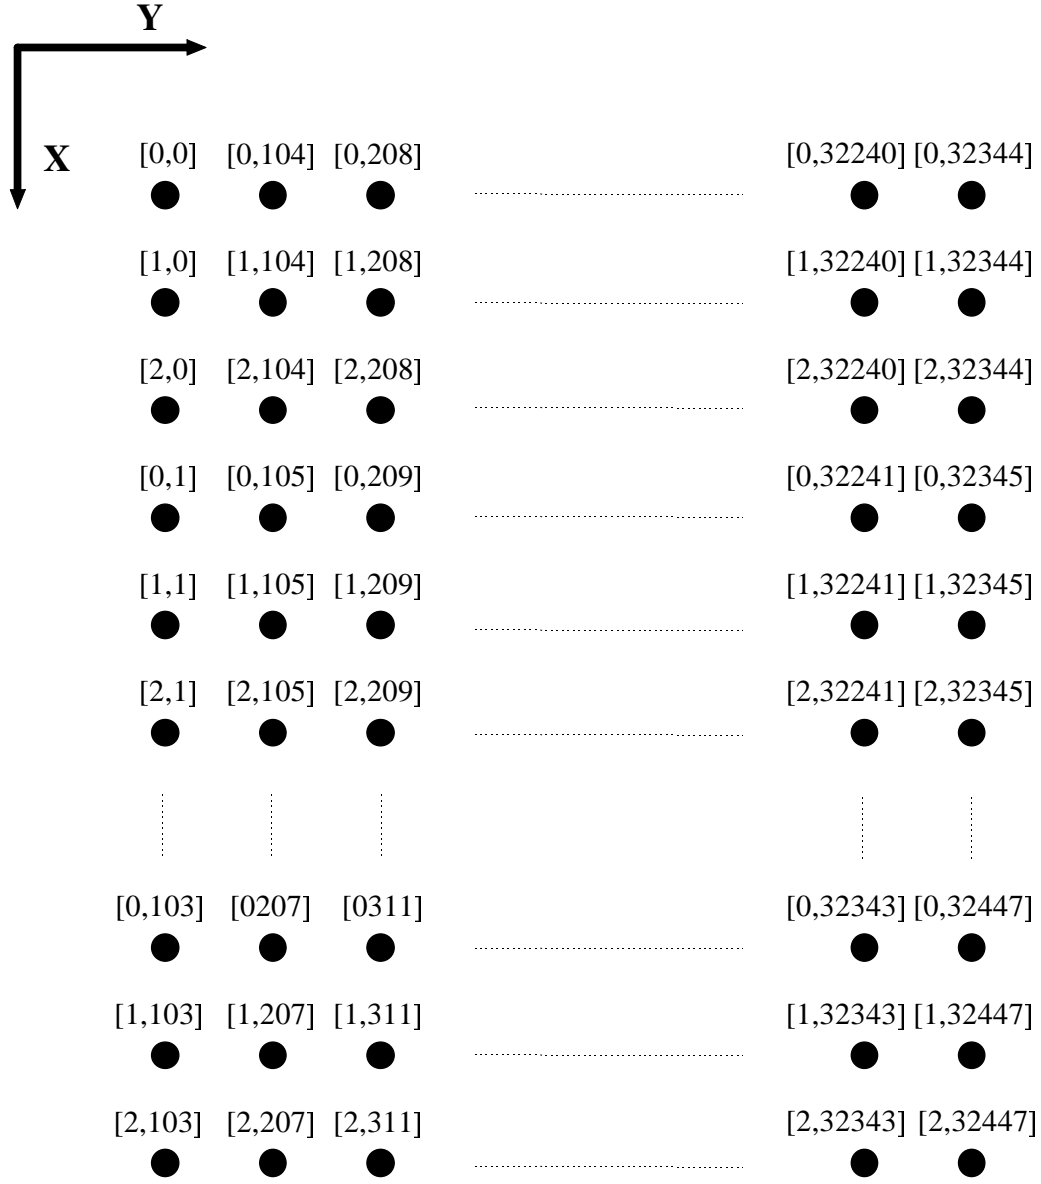 Y
X
[0,0] [0,104] [0,208] [0,32240] [0,32344]
[1,0] [1,104] [1,208] [1,32240] [1,32344]
[2,0] [2,104] [2,208] [2,32240] [2,32344]
[0,1] [0,105] [0,209] [0,32241] [0,32345]
[1,1] [1,105] [1,209] [1,32241] [1,32345]
[2,1] [2,105] [2,209] [2,32241] [2,32345]
[0,103] [0207] [0311] [0,32343] [0,32447]
[1,103] [1,207] [1,311] [1,32343] [1,32447]
[2,103] [2,207] [2,311] [2,32343] [2,32447]